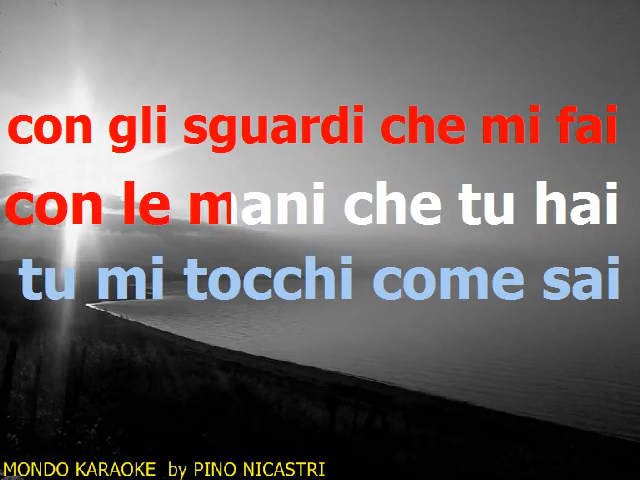 con gli sguardi che mi fai
con le mani che tu hai
tu mi tocchi come sai
MONDO KARAOKE by PINO NICASTRI